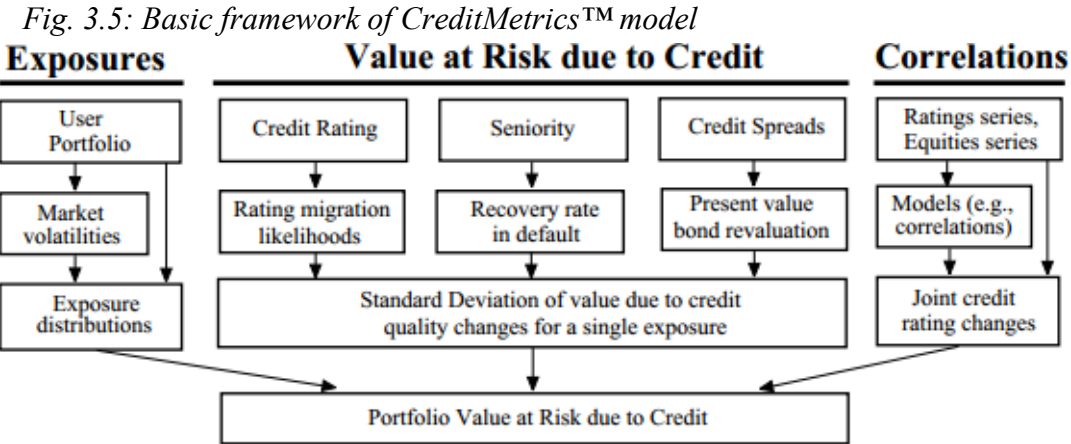 Fig. 3.5: Basic framework of CreditMetrics™ model
Exposures
Value at Risk due to Credit
Correlations
User
Portfolio
Credit Rating
Seniority
Credit Spreads
Ratings series,
Equities series
Market
volatilities
Rating migration
likelihoods
Recovery rate
in default
Present value
bond revaluation
Models (e.g.,
correlations)
Exposure
distributions
Standard Deviation of value due to credit
quality changes for a single exposure
Joint credit
rating changes
Portfolio Value at Risk due to Credit